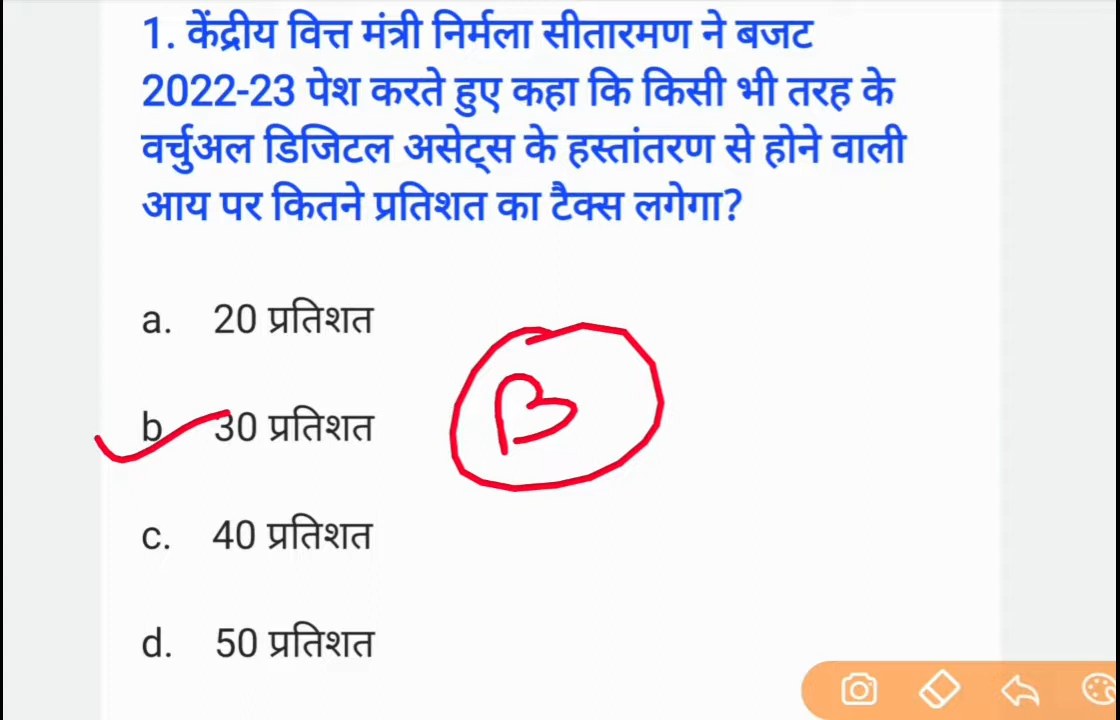 1. केंद्रीय वित्त मंत्री निर्मला सीतारमण ने बजट
2022-23 पेश करते हुए कहा कि किसी भी तरह के
वर्चुअल डिजिटल असेट्स के हस्तांतरण से होने वाली
आय पर कितने प्रतिशत का टैक्स लगेगा?
a. 20 प्रतिशत
b 30 प्रतिशत
B
c. 40 प्रतिशत
d. 50 प्रतिशत